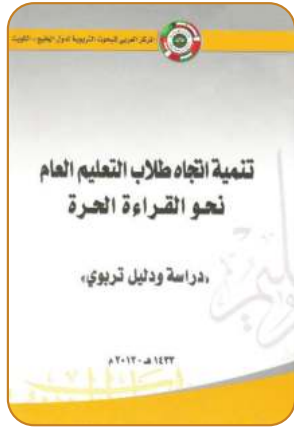 المركز العربي للبحوث التربوية لدول الخليج - الكويت
تنمية اتجاه طلاب التعليم العام
نحو القراءة الحرة
«دراسة ودليل تربوي»
١٤٣٣ هـ - ٢٠١٢ م